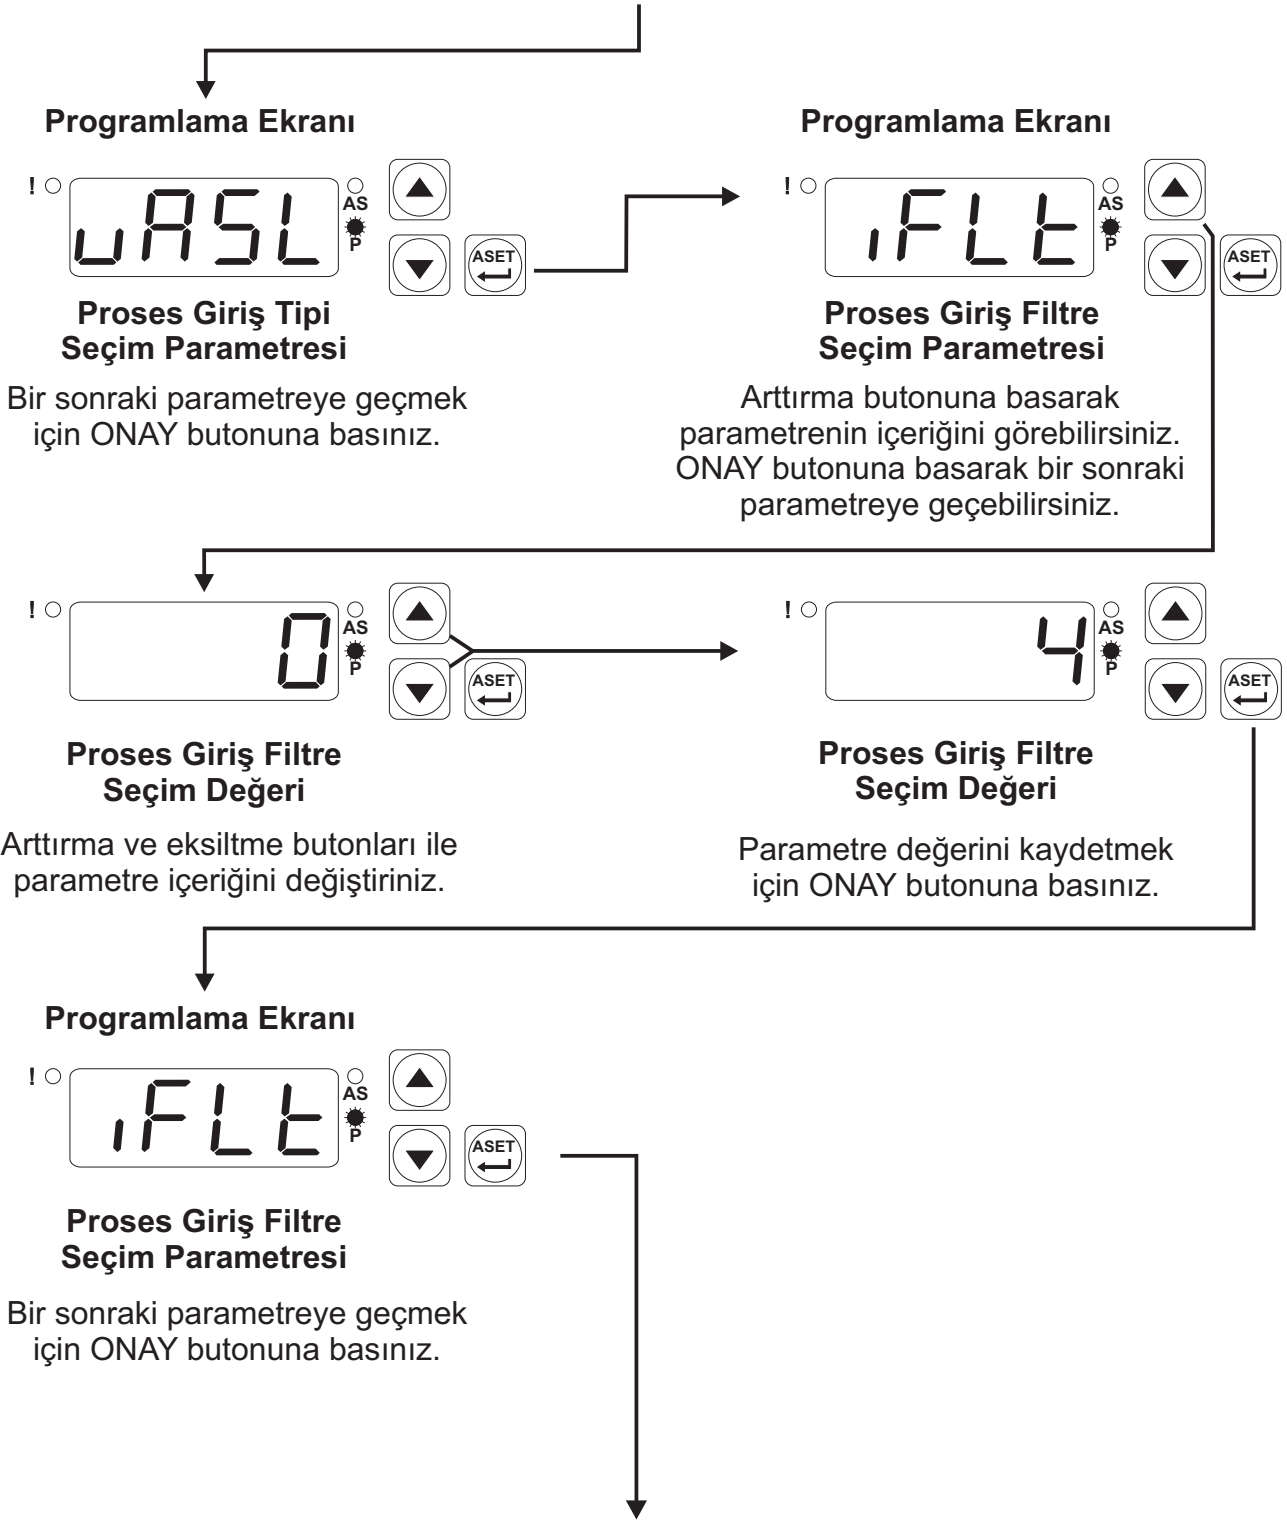 Programlama Ekranı
! uASL AS P ASET
Proses Giriş Tipi
Seçim Parametresi
Bir sonraki parametreye geçmek
için ONAY butonuna basınız.
Programlama Ekranı
! iFLt AS P ASET
Proses Giriş Filtre
Seçim Parametresi
Arttırma butonuna basarak
parametrenin içeriğini görebilirsiniz.
ONAY butonuna basarak bir sonraki
parametreye geçebilirsiniz.
! 0 AS P ASET
Proses Giriş Filtre
Seçim Değeri
Arttırma ve eksiltme butonları ile
parametre içeriğini değiştiriniz.
! 4 AS P ASET
Proses Giriş Filtre
Seçim Değeri
Parametre değerini kaydetmek
için ONAY butonuna basınız.
Programlama Ekranı
! iFLt AS P ASET
Proses Giriş Filtre
Seçim Parametresi
Bir sonraki parametreye geçmek
için ONAY butonuna basınız.